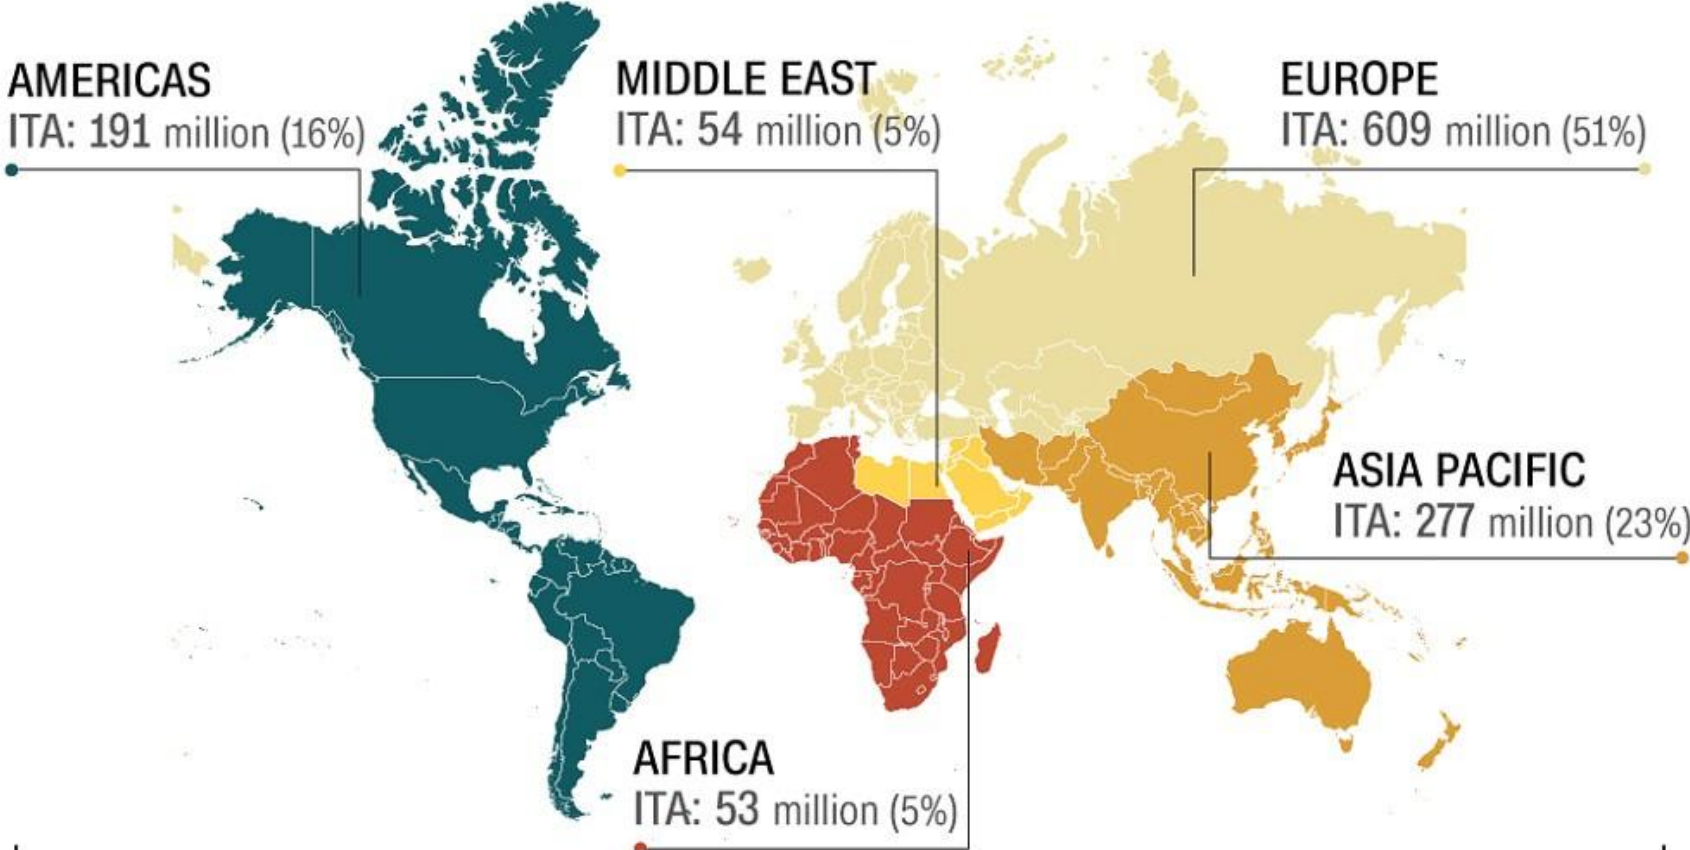 AMERICAS
ITA: 191 million (16%)
MIDDLE EAST
ITA: 54 million (5%)
EUROPE
ITA: 609 million (51%)
ASIA PACIFIC
ITA: 277 million (23%)
AFRICA
ITA: 53 million (5%)